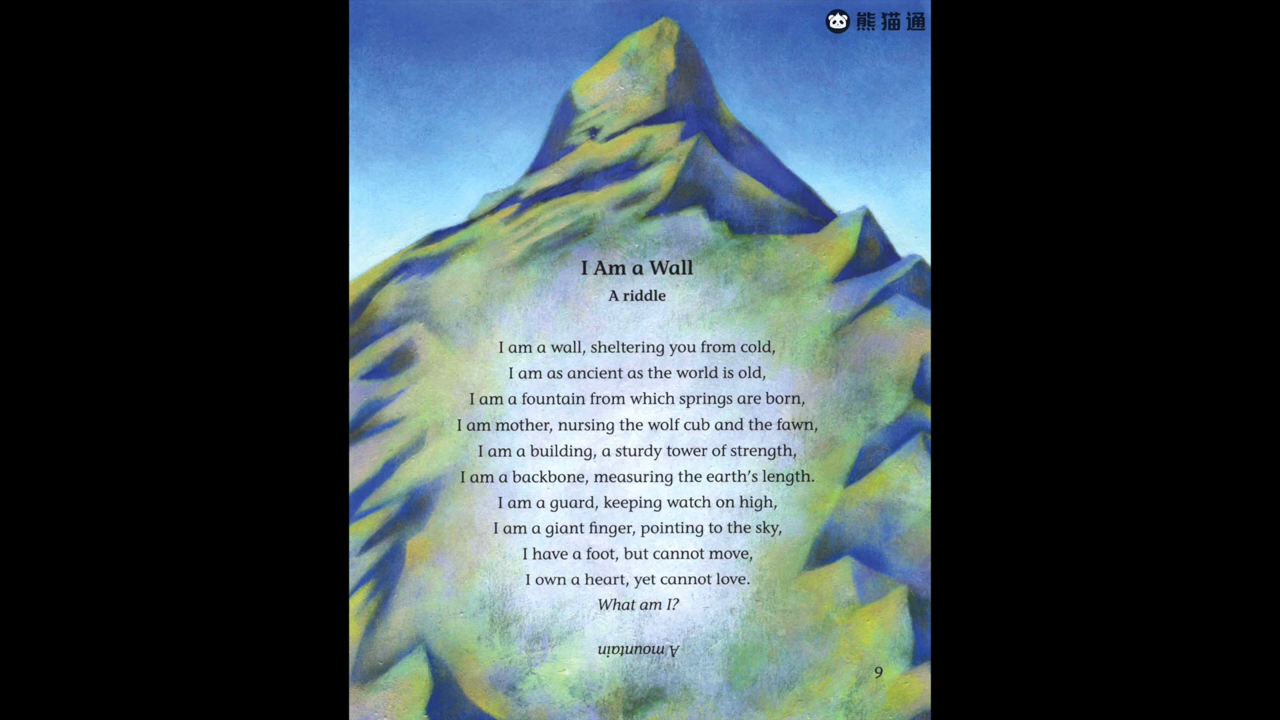 熊猫通
I Am a Wall
A riddle
I am a wall, sheltering you from cold,
I am as ancient as the world is old,
I am a fountain from which springs are born,
I am mother, nursing the wolf cub and the fawn,
I am a building, a sturdy tower of strength,
I am a backbone, measuring the earth's length.
I am a guard, keeping watch on high,
I am a giant finger, pointing to the sky,
I have a foot, but cannot move,
I own a heart, yet cannot love.
What am I?
A mountain
9